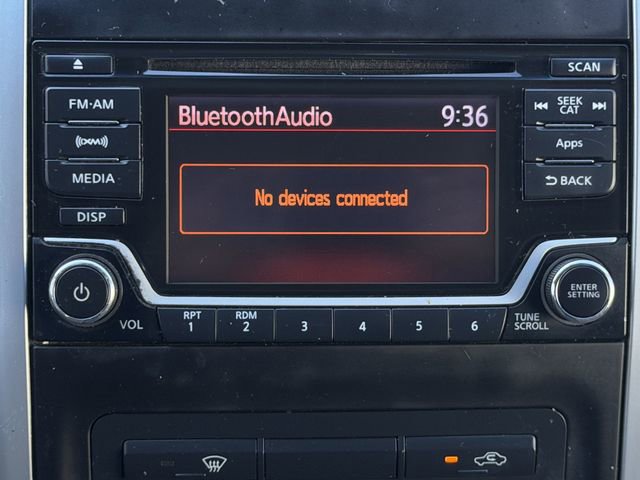 SCAN
FM·AM
BluetoothAudio 9:36
SEEK
CAT
((XM))
Apps
MEDIA
No devices connected
BACK
DISP
ENTER
SETTING
VOL
RPT
1
RDM
2
3
4
5
6
TUNE
SCROLL